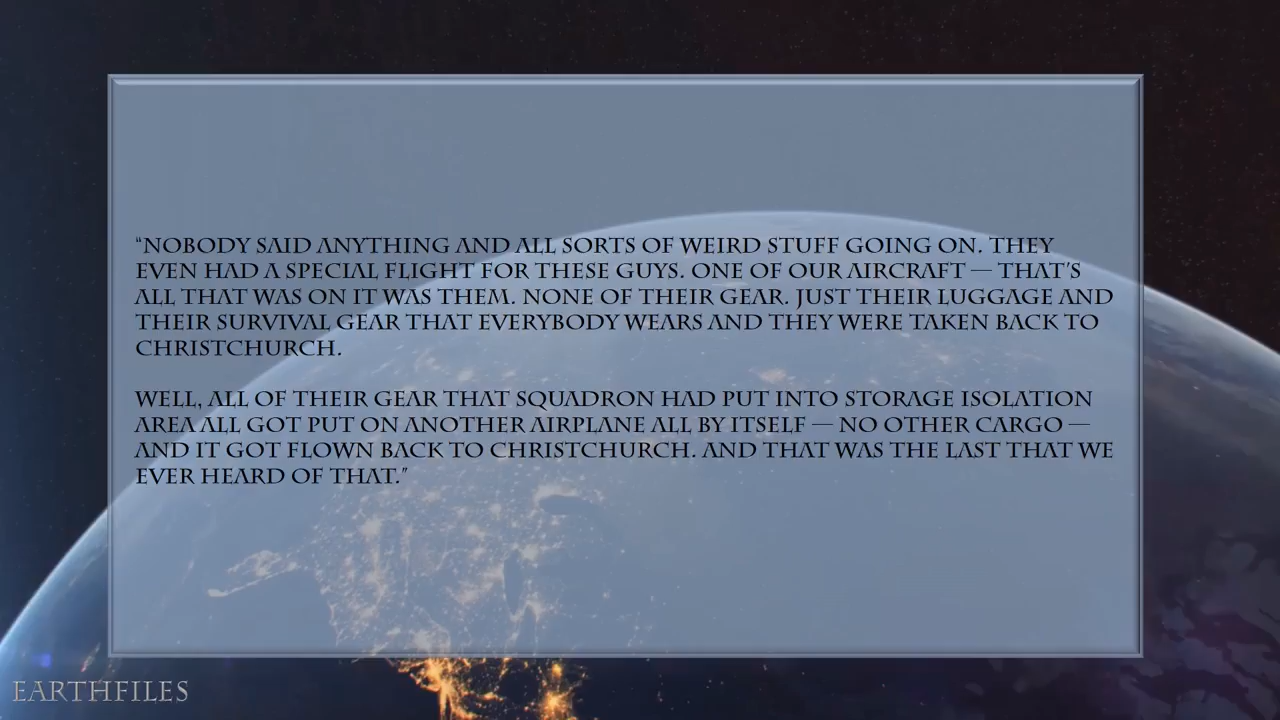 “NOBODY SAID ANYTHING AND ALL SORTS OF WEIRD STUFF GOING ON. THEY
EVEN HAD A SPECIAL FLIGHT FOR THESE GUYS. ONE OF OUR AIRCRAFT — THAT'S
ALL THAT WAS ON IT WAS THEM. NONE OF THEIR GEAR. JUST THEIR LUGGAGE AND
THEIR SURVIVAL GEAR THAT EVERYBODY WEARS AND THEY WERE TAKEN BACK TO
CHRISTCHURCH.
WELL, ALL OF THEIR GEAR THAT SQUADRON HAD PUT INTO STORAGE ISOLATION
AREA ALL GOT PUT ON ANOTHER AIRPLANE ALL BY ITSELF — NO OTHER CARGO —
AND IT GOT FLOWN BACK TO CHRISTCHURCH. AND THAT WAS THE LAST THAT WE
EVER HEARD OF THAT.”
EARTHFILES